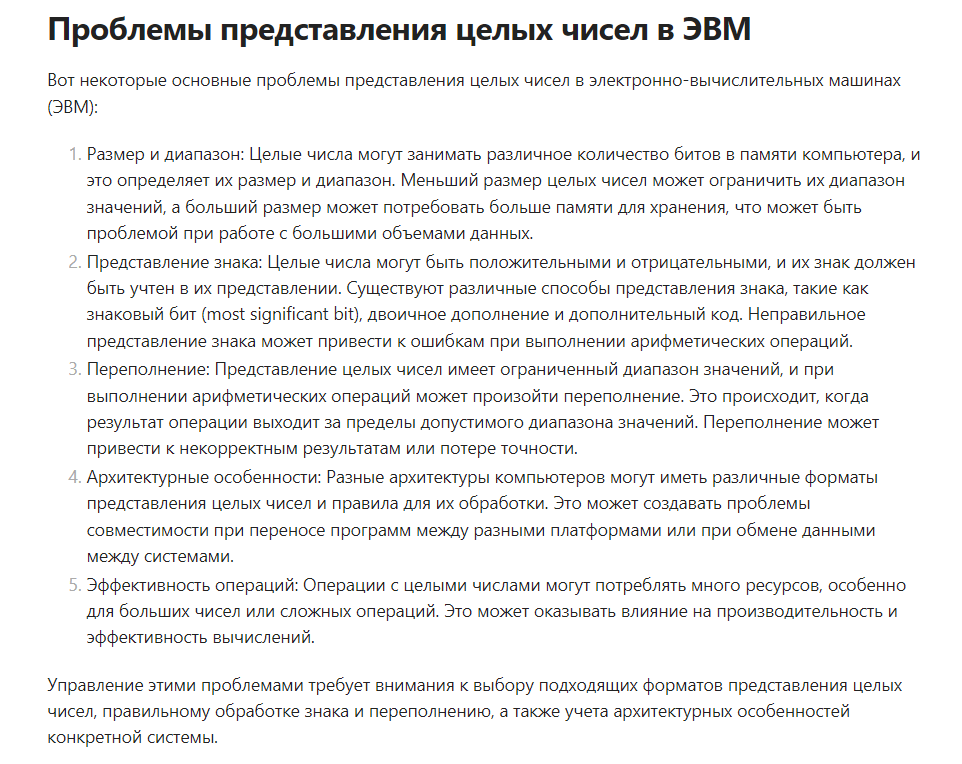 Проблемы представления целых чисел в ЭВМ
Вот некоторые основные проблемы представления целых чисел в электронно-вычислительных машинах
(ЭВМ):
1. Размер и диапазон: Целые числа могут занимать различное количество битов в памяти компьютера, и
это определяет их размер и диапазон. Меньший размер целых чисел может ограничить их диапазон
значений, а больший размер может потребовать больше памяти для хранения, что может быть
проблемой при работе с большими объемами данных.
2. Представление знака: Целые числа могут быть положительными и отрицательными, и их знак должен
быть учтен в их представлении. Существуют различные способы представления знака, такие как
знаковый бит (most significant bit), двоичное дополнение и дополнительный код. Неправильное
представление знака может привести к ошибкам при выполнении арифметических операций.
3. Переполнение: Представление целых чисел имеет ограниченный диапазон значений, и при
выполнении арифметических операций может произойти переполнение. Это происходит, когда
результат операции выходит за пределы допустимого диапазона значений. Переполнение может
привести к некорректным результатам или потере точности.
4. Архитектурные особенности: Разные архитектуры компьютеров могут иметь различные форматы
представления целых чисел и правила для их обработки. Это может создавать проблемы
совместимости при переносе программ между разными платформами или при обмене данными
между системами.
5. Эффективность операций: Операции с целыми числами могут потреблять много ресурсов, особенно
для больших чисел или сложных операций. Это может оказывать влияние на производительность и
эффективность вычислений.
Управление этими проблемами требует внимания к выбору подходящих форматов представления целых
чисел, правильному обработке знака и переполнению, а также учета архитектурных особенностей
конкретной системы.